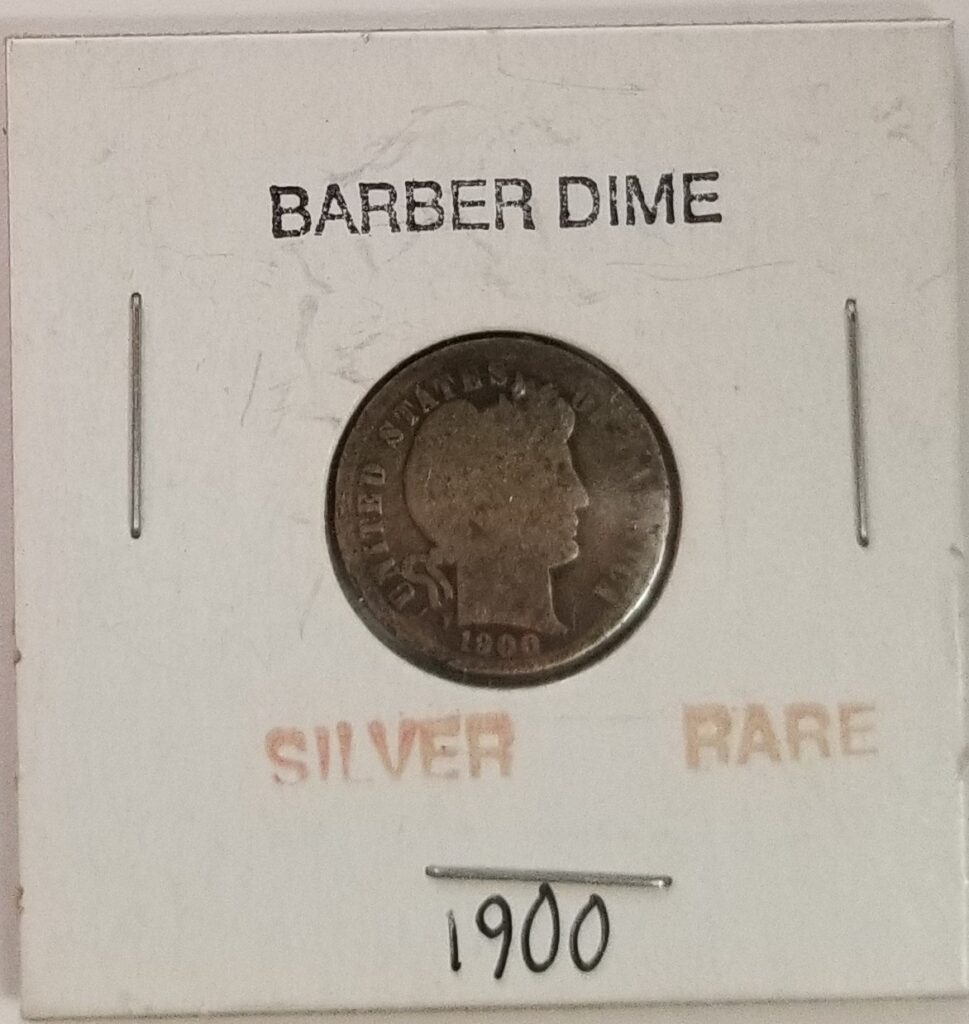 BARBER DIME
UNITED STATES
1900
SILVER RARE
1900